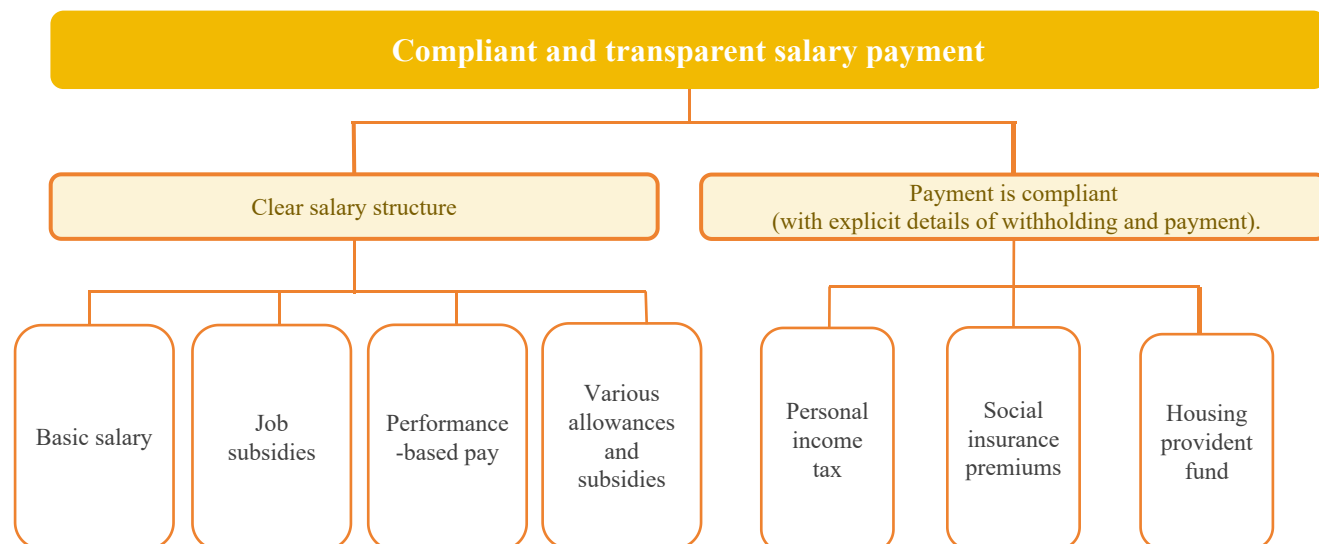 Compliant and transparent salary payment
Clear salary structure
Payment is compliant
(with explicit details of withholding and payment).
Basic salary
Job
subsidies
Performance
-based pay
Various
allowances
and
subsidies
Personal
income
tax
Social
insurance
premiums
Housing
provident
fund